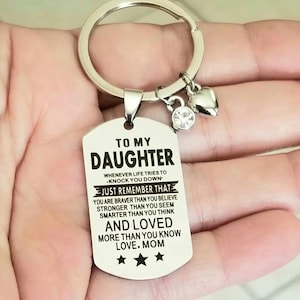 TO MY
DAUGHTER
WHENEVER LIFE TRIES TO
-KNOCK YOU DOWN-
JUST REMEMBER THAT
YOU ARE BRAVER THAN YOU BELIEVE
STRONGER THAN YOU SEEM
SMARTER THAN YOU THINK
AND LOVED
MORE THAN YOU KNOW
LOVE. MOM